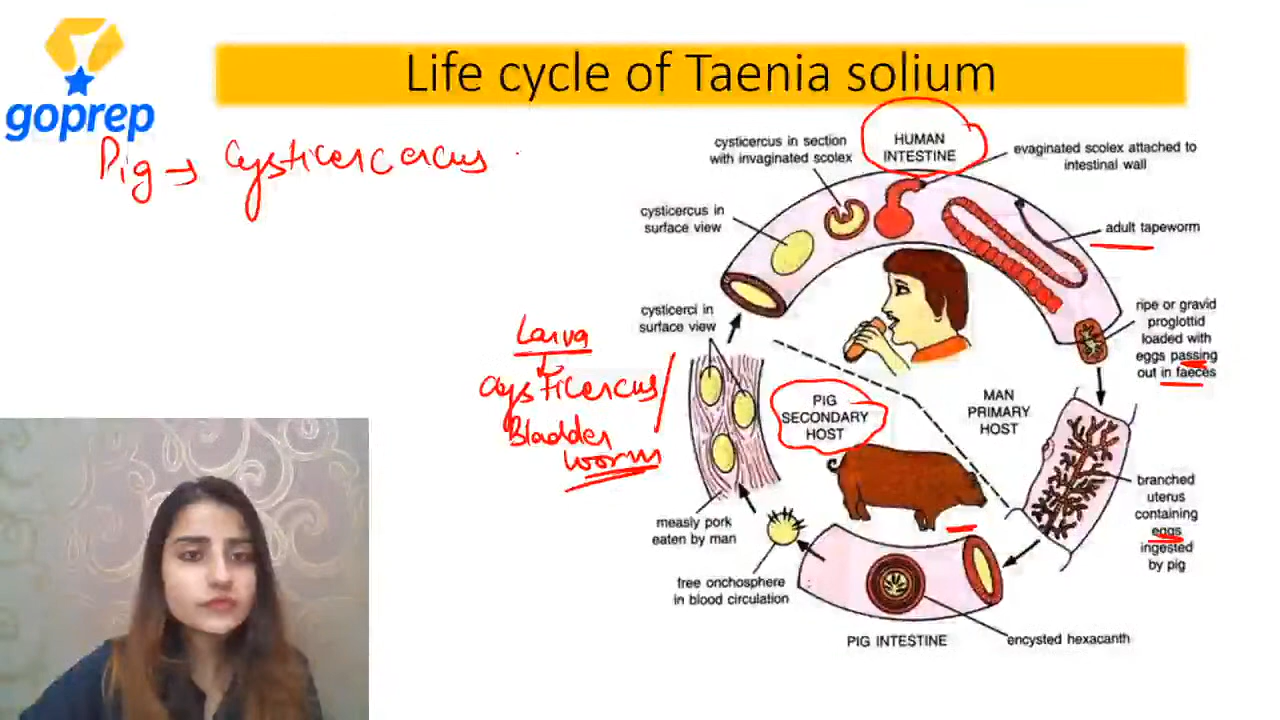 goprep
Life cycle of Taenia solium
Pig → Cysticercercus
cysticercus in section
with invaginated scolex
HUMAN
INTESTINE
evaginated scolex attached to
intestinal wall
cysticercus in
surface view
adult tapeworm
cysticerci in
surface view
ripe or gravid
proglottid
loaded with
eggs passing
out in faeces
Larva
Cysticercus/
Bladder
worm
PIG
SECONDARY
HOST
MAN
PRIMARY
HOST
branched
uterus
containing
eggs
ingested
by pig
measly pork
eaten by man
free onchosphere
in blood circulation
PIG INTESTINE
encysted hexacanth